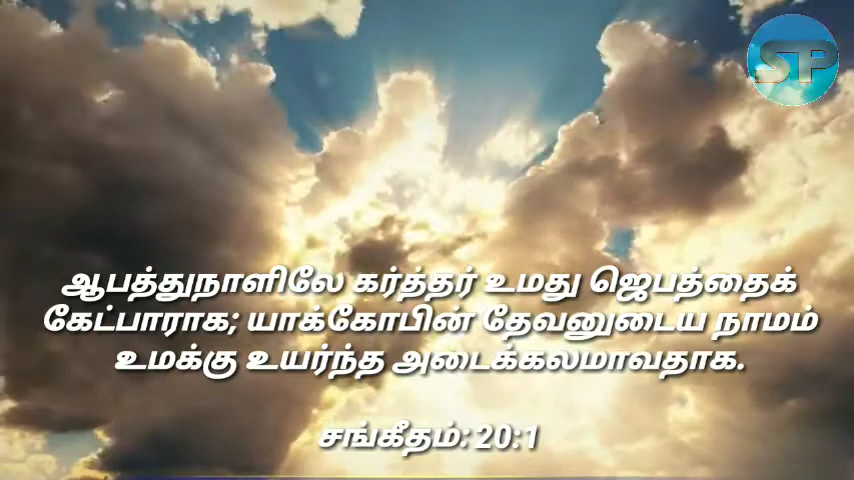 SP
ஆபத்துநாளிலே கர்த்தர் உமது ஜெபத்தைக்
கேட்பாராக; யாக்கோபின் தேவனுடைய நாமம்
உமக்கு உயர்ந்த அடைக்கலமாவதாக.
சங்கீதம்: 20:1